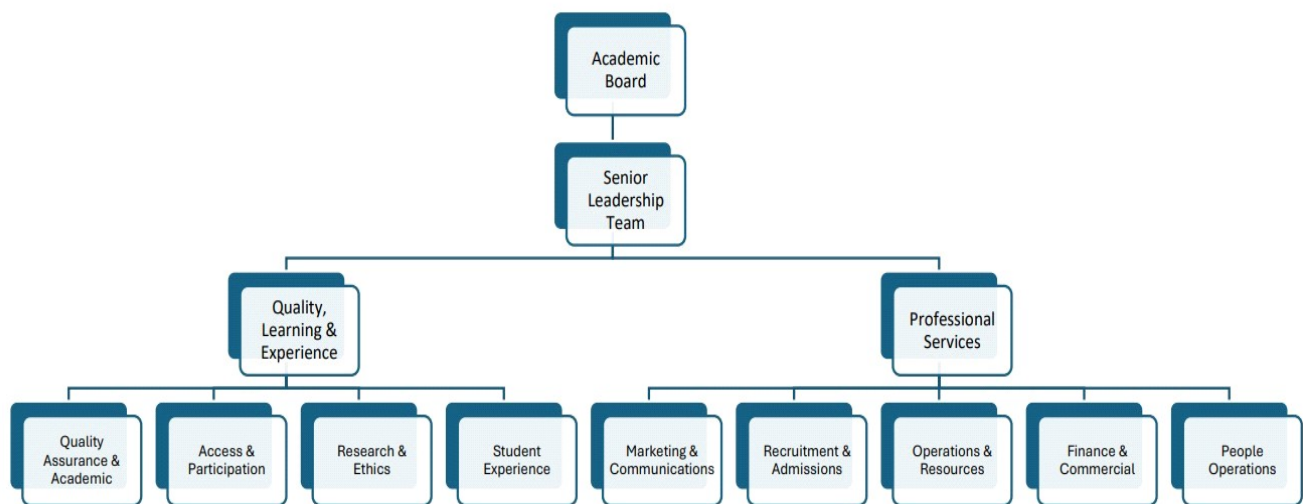 Academic
Board
Senior
Leadership
Team
Quality,
Learning &
Experience
Professional
Services
Quality
Assurance &
Academic
Access &
Participation
Research &
Ethics
Student
Experience
Marketing &
Communications
Recruitment &
Admissions
Operations &
Resources
Finance &
Commercial
People
Operations